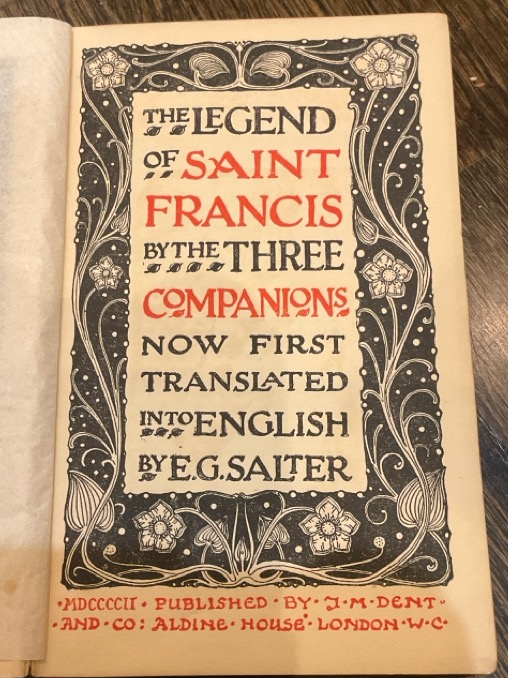 THE LEGEND
OF SAINT
FRANCIS
BY THE THREE
COMPANIONS
NOW FIRST
TRANSLATED
INTO ENGLISH
BY E.G. SALTER
·MDCCCCII· PUBLISHED · BY · J · M · DENT ·
· AND · CO: ALDINE · HOUSE: LONDON · W · C ·